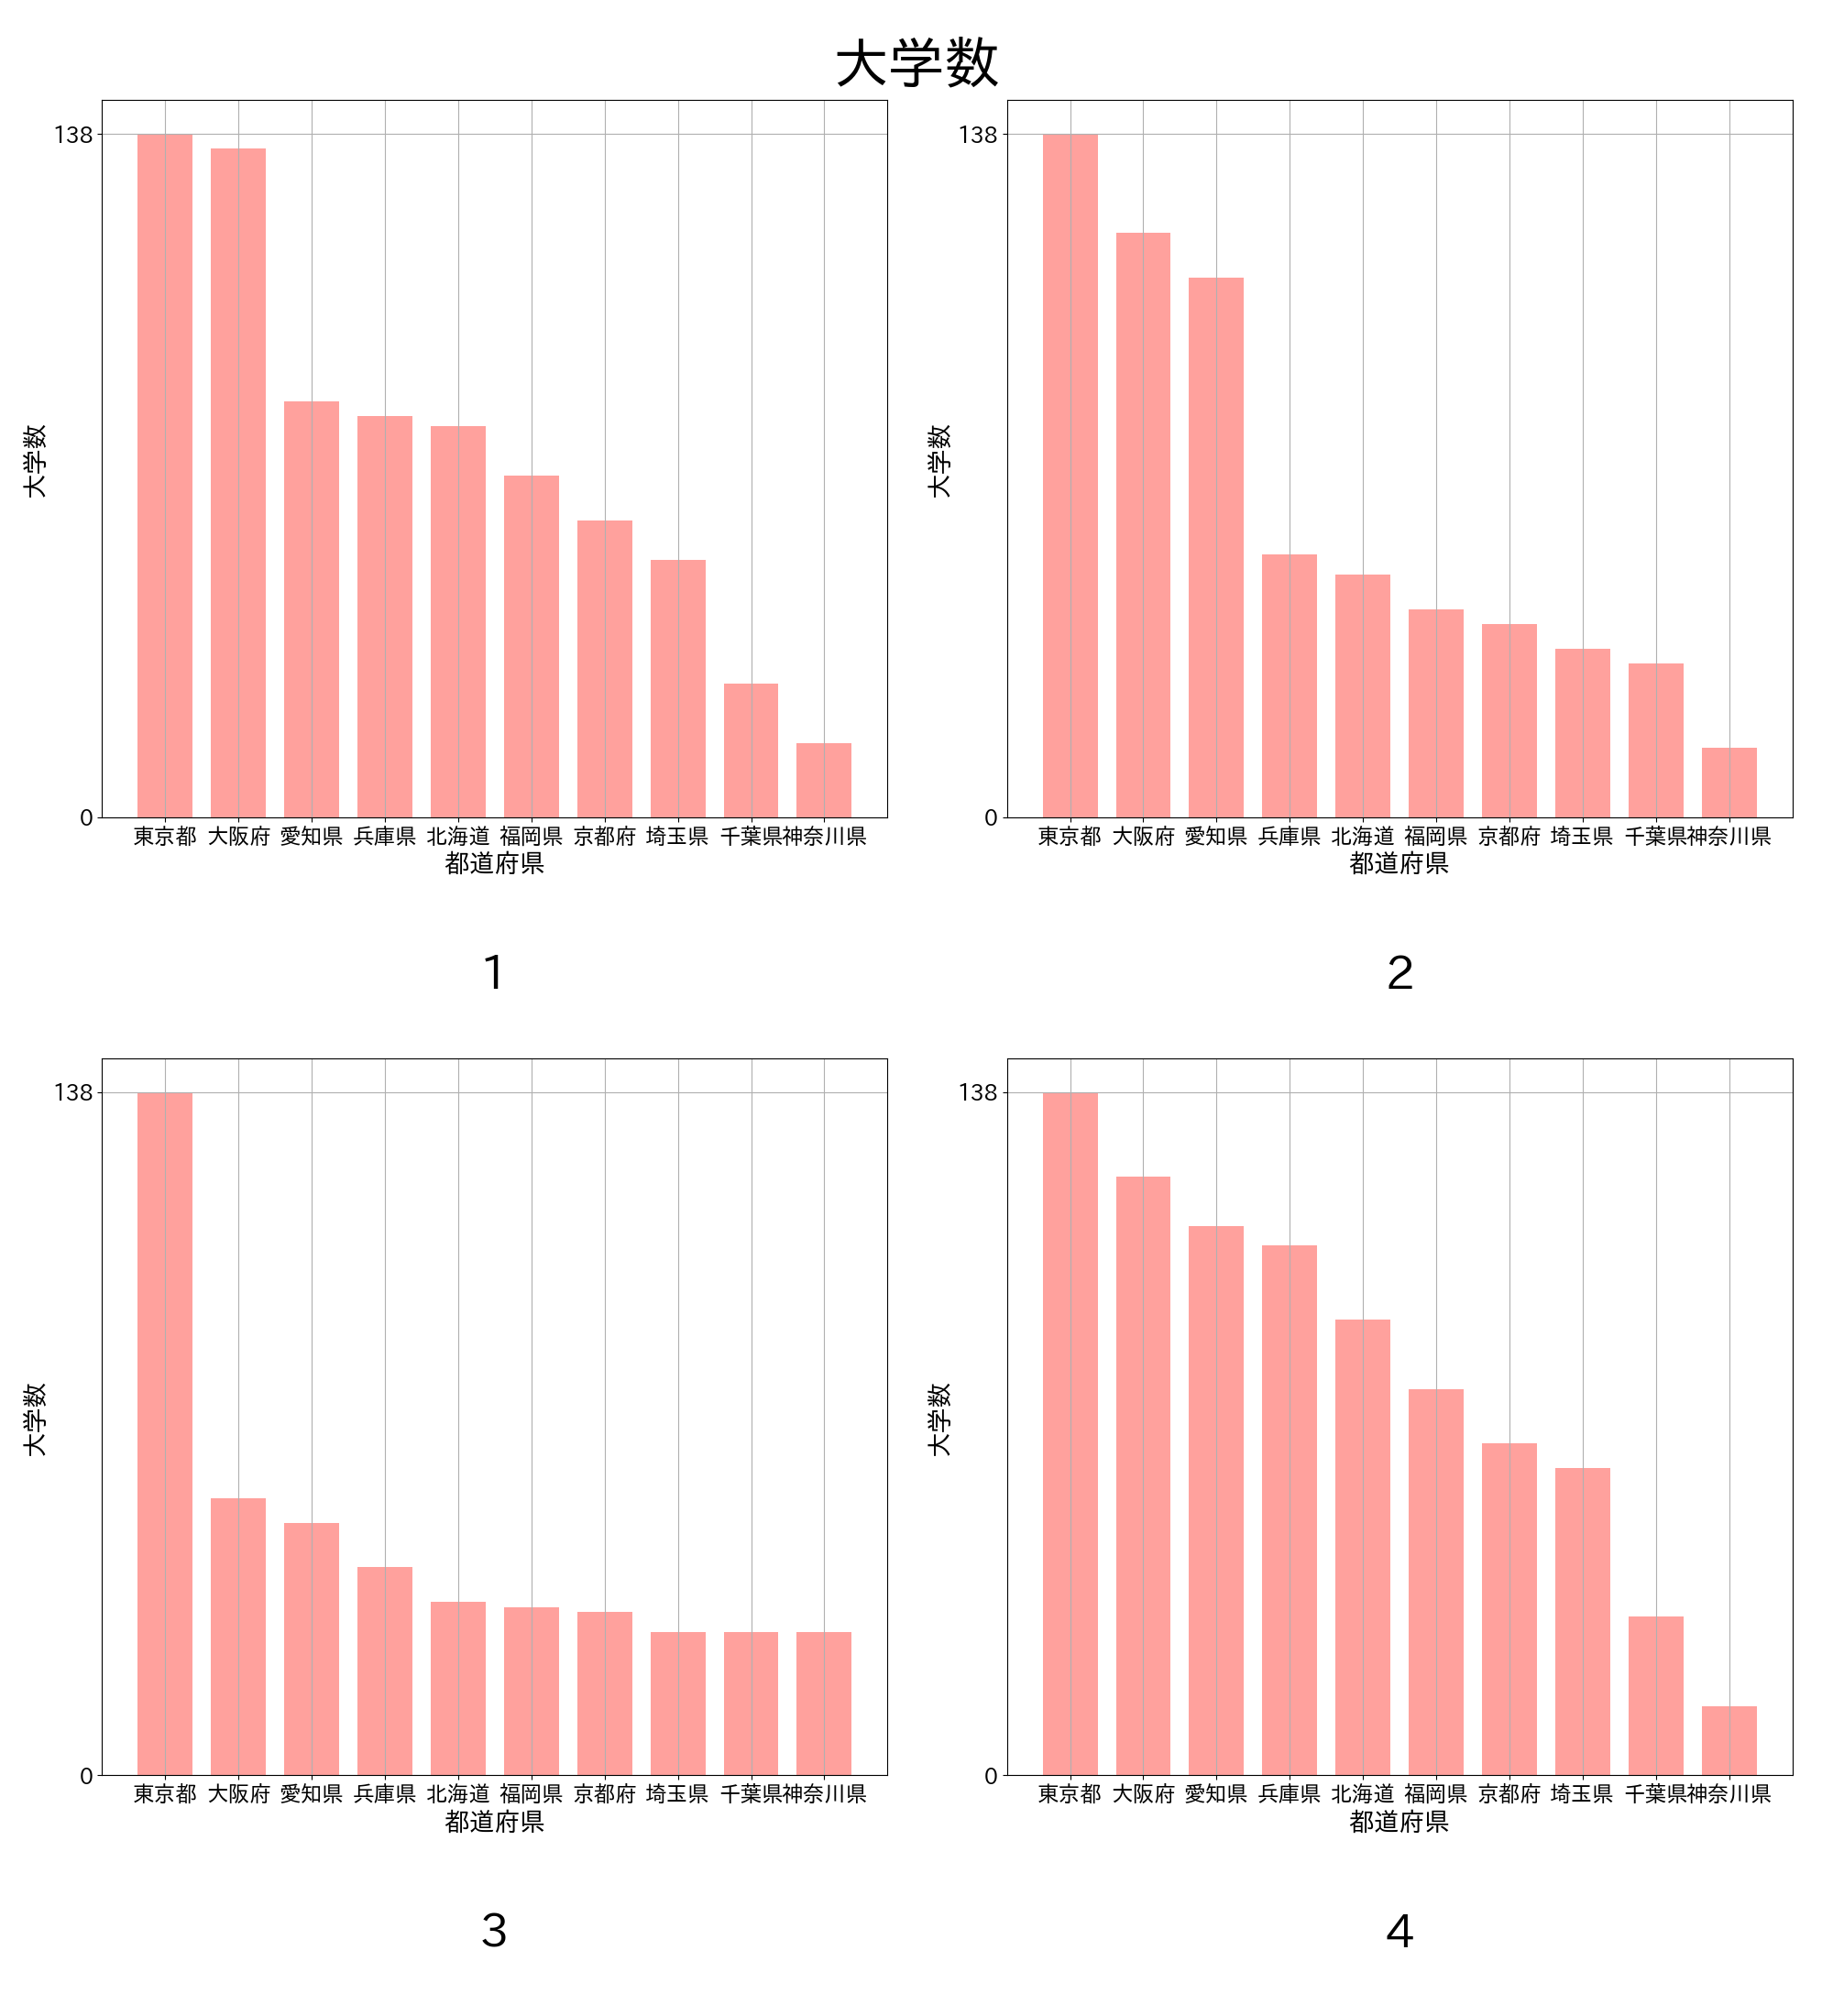 大学数
138
大学数
0
東京都 大阪府 愛知県 兵庫県 北海道 福岡県 京都府 埼玉県 千葉県 神奈川県
都道府県
1
138
大学数
0
東京都 大阪府 愛知県 兵庫県 北海道 福岡県 京都府 埼玉県 千葉県 神奈川県
都道府県
2
138
大学数
0
東京都 大阪府 愛知県 兵庫県 北海道 福岡県 京都府 埼玉県 千葉県 神奈川県
都道府県
3
138
大学数
0
東京都 大阪府 愛知県 兵庫県 北海道 福岡県 京都府 埼玉県 千葉県 神奈川県
都道府県
4